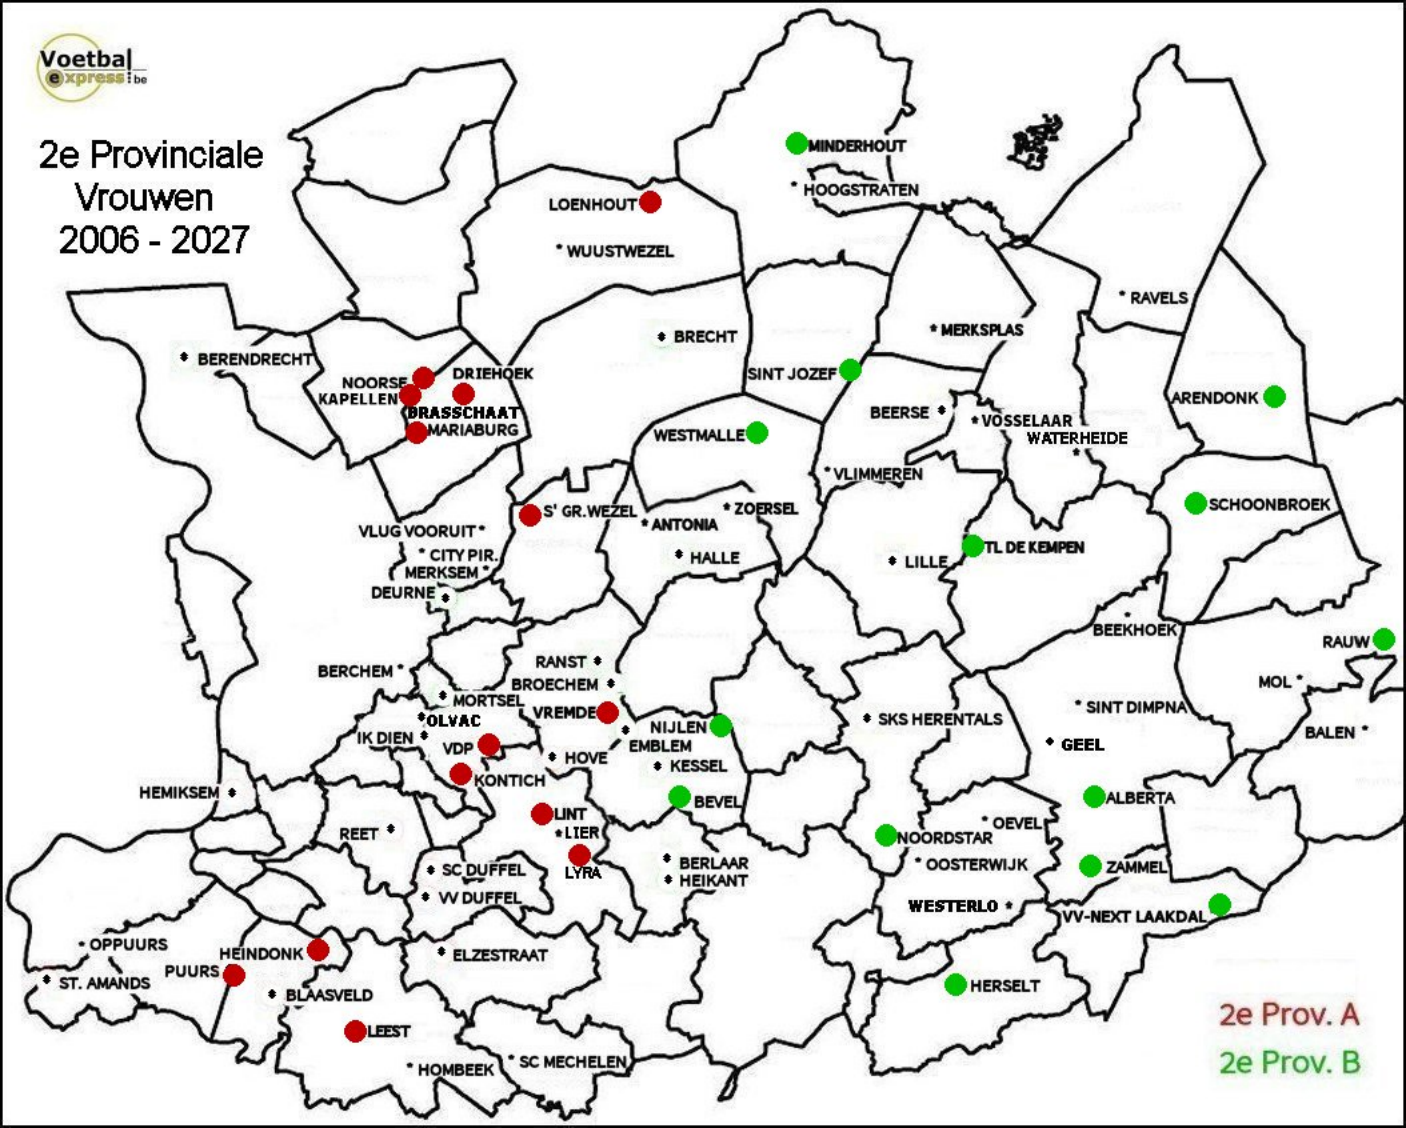 Voetbal
express.be
2e Provinciale
Vrouwen
2006 - 2027
MINDERHOUT
HOOGSTRATEN
LOENHOUT
WUUSTWEZEL
RAVELS
MERKSPLAS
BRECHT
BERENDRECHT
DRIEHOEK
SINT JOZEF
NOORSE
KAPELLEN
ARENDONK
BRASSCHAAT
BEERSE
VOSSELAAR
MARIABURG
WESTMALLE
WATERHEIDE
VLIMMEREN
SCHOONBROEK
S' GR.WEZEL
ZOERSEL
ANTONIA
VLUG VOORUIT
TL DE KEMPEN
CITY PIR.
HALLE
LILLE
MERKSEM
DEURNE
BEEKHOEK
RAUW
RANST
BERCHEM
BROECHEM
MOL
MORTSEL
SINT DIMPNA
VREMDE
OLVAC
SKS HERENTALS
NIJLEN
BALEN
IK DIEN
VDP
EMBLEM
GEEL
HOVE
KESSEL
KONTICH
HEMIKSEM
BEVEL
ALBERTA
LINT
OEVEL
REET
LIER
NOORDSTAR
BERLAAR
OOSTERWIJK
ZAMMEL
SC DUFFEL
LYRA
HEIKANT
VV DUFFEL
WESTERLO
VV-NEXT LAAKDAL
OPPUURS
HEINDONK
ELZESTRAAT
PUURS
ST. AMANDS
BLAASVELD
HERSELT
LEEST
2e Prov. A
SC MECHELEN
HOMBEEK
2e Prov. B